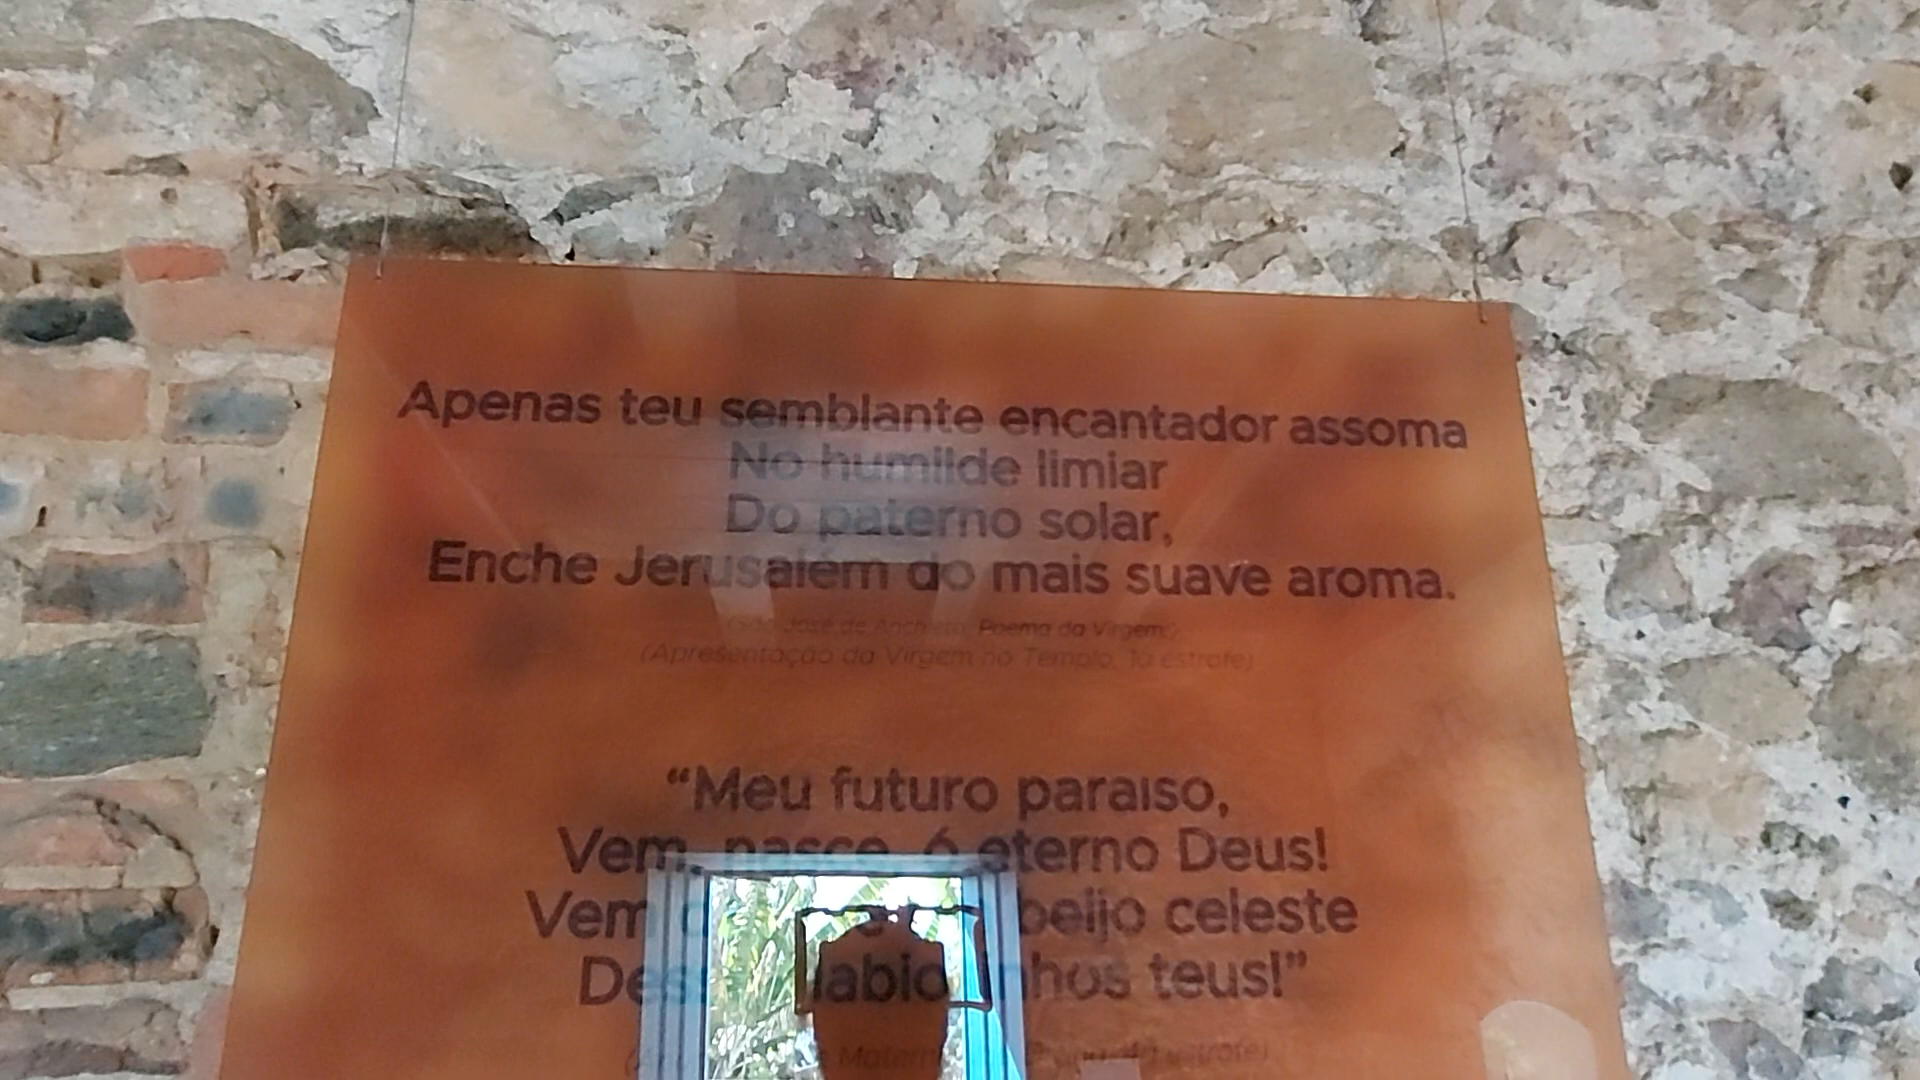 Apenas teu semblante encantador assoma
No humilde limiar
Do paterno solar,
Enche Jerusalém do mais suave aroma.
(São José de Anchieta, Poema da Virgem)
(Apresentação da Virgem no Templo, 1a estrofe)
“Meu futuro paraíso,
Vem, nasce, ó eterno Deus!
Vem beijo celeste
teus!”
estrofe)